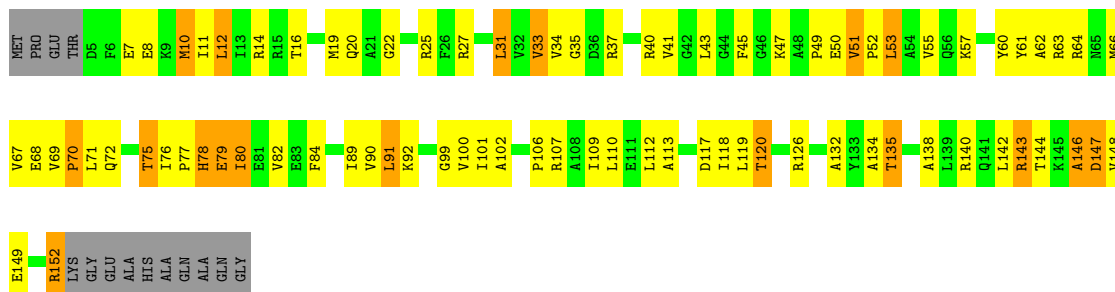 MET PRO GLU THR D5 F6 E7 E8 K9 M10 I11 L12 I13 R14 R15 T16 M19 Q20 A21 G22 R25 F26 R27 L31 V32 V33 V34 G35 D36 R37 R40 V41 G42 L43 G44 F45 G46 K47 A48 P49 E50 V51 P52 L53 A54 V55 Q56 K57 Y60 Y61 A62 R63 R64 N65 M66
V67 E68 V69 P70 L71 Q72 T75 I76 P77 H78 E79 I80 E81 V82 E83 F84 I89 V90 L91 K92 G99 V100 I101 A102 P106 R107 A108 I109 L110 E111 L112 A113 D117 I118 L119 T120 R126 A132 Y133 A134 T135 A138 L139 R140 Q141 L142 R143 T144 K145 A146 D147 V148
E149 R152 LYS GLY GLU ALA HIS ALA GLN ALA GLN GLY